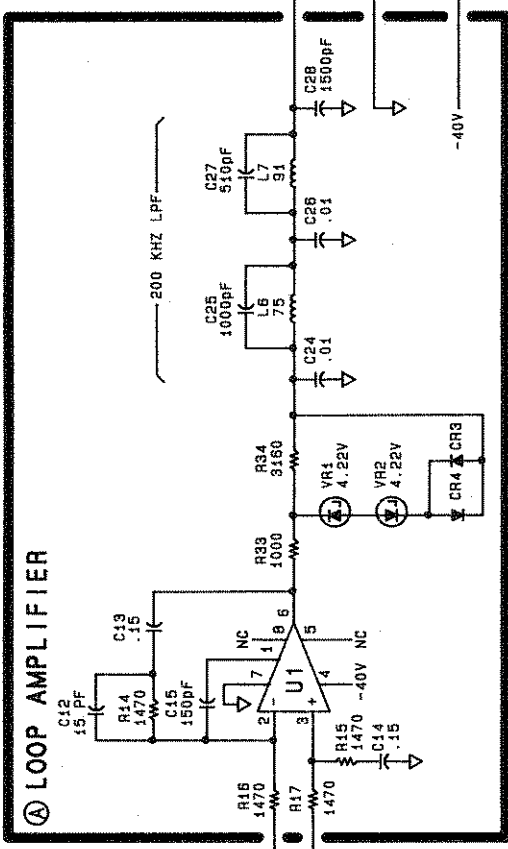 Ⓐ LOOP AMPLIFIER
C12
15 PF
R14
1470
C15
150pF
C13
.15
NC
R16
1470
R17
1470
2
-
3
+
7
1
8
6
5
4
U1
-40V
NC
R15
1470
C14
.15
R33
1000
R34
3160
VR1
4.22V
VR2
4.22V
CR4
CR3
200 KHZ LPF
C24
.01
C25
1000pF
L6
75
C26
.01
C27
510pF
L7
91
C28
1500pF
-40V